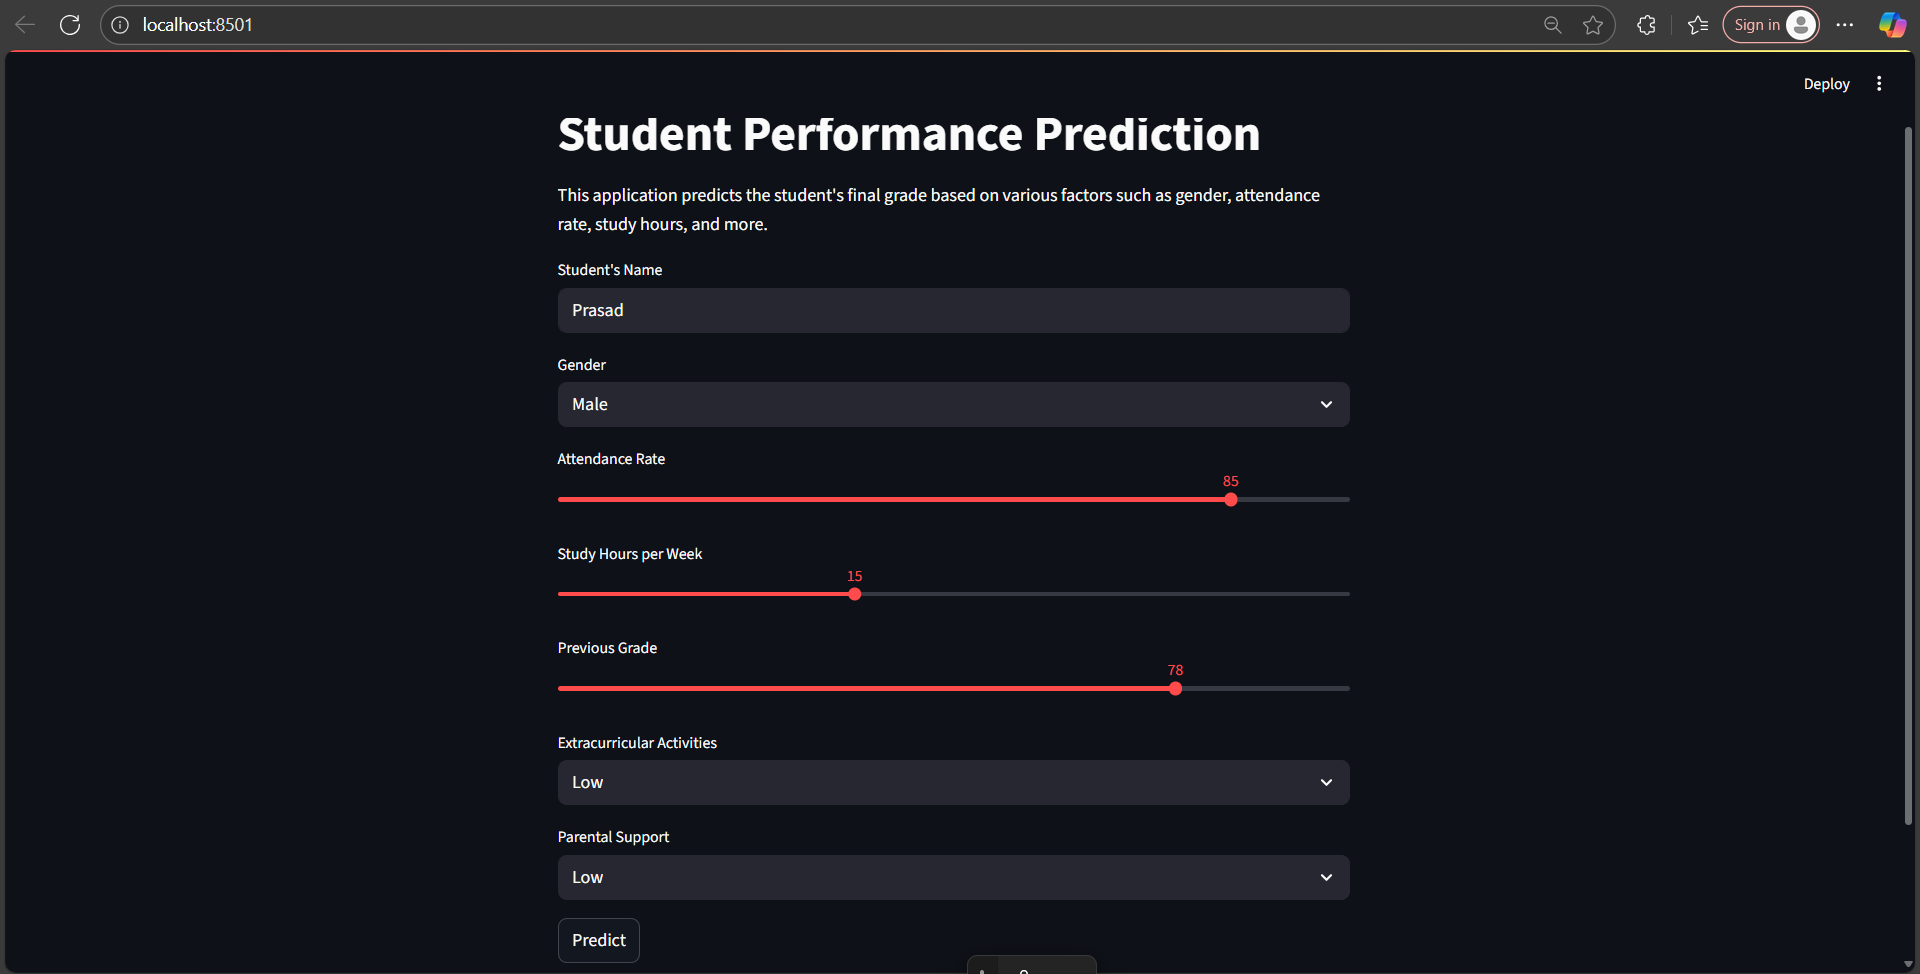 localhost:8501
Sign in
Deploy
Student Performance Prediction
This application predicts the student's final grade based on various factors such as gender, attendance
rate, study hours, and more.
Student's Name
Prasad
Gender
Male
Attendance Rate
85
Study Hours per Week
15
Previous Grade
78
Extracurricular Activities
Low
Parental Support
Low
Predict